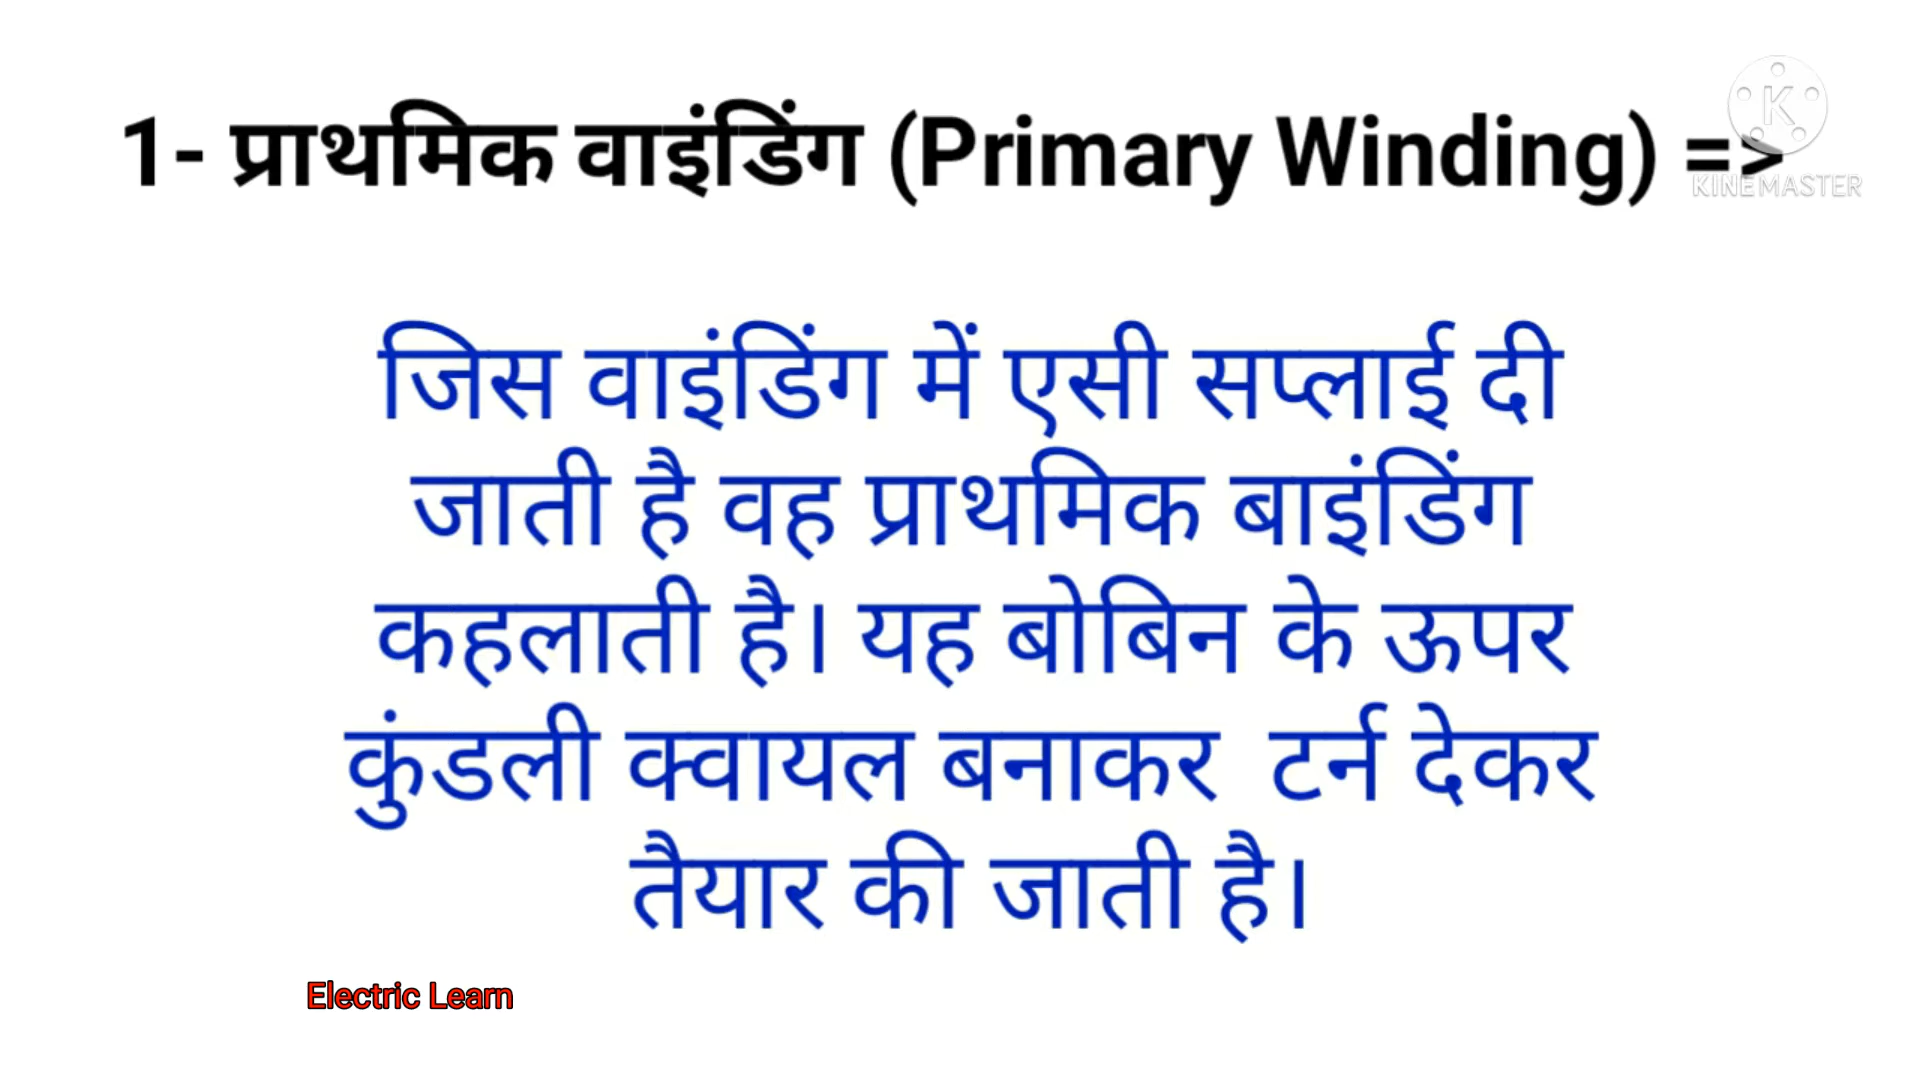 1- प्राथमिक वाइंडिंग (Primary Winding) =>
KINEMASTER
जिस वाइंडिंग में एसी सप्लाई दी
जाती है वह प्राथमिक बाइंडिंग
कहलाती है। यह बोबिन के ऊपर
कुंडली क्वायल बनाकर टर्न देकर
तैयार की जाती है।
Electric Learn